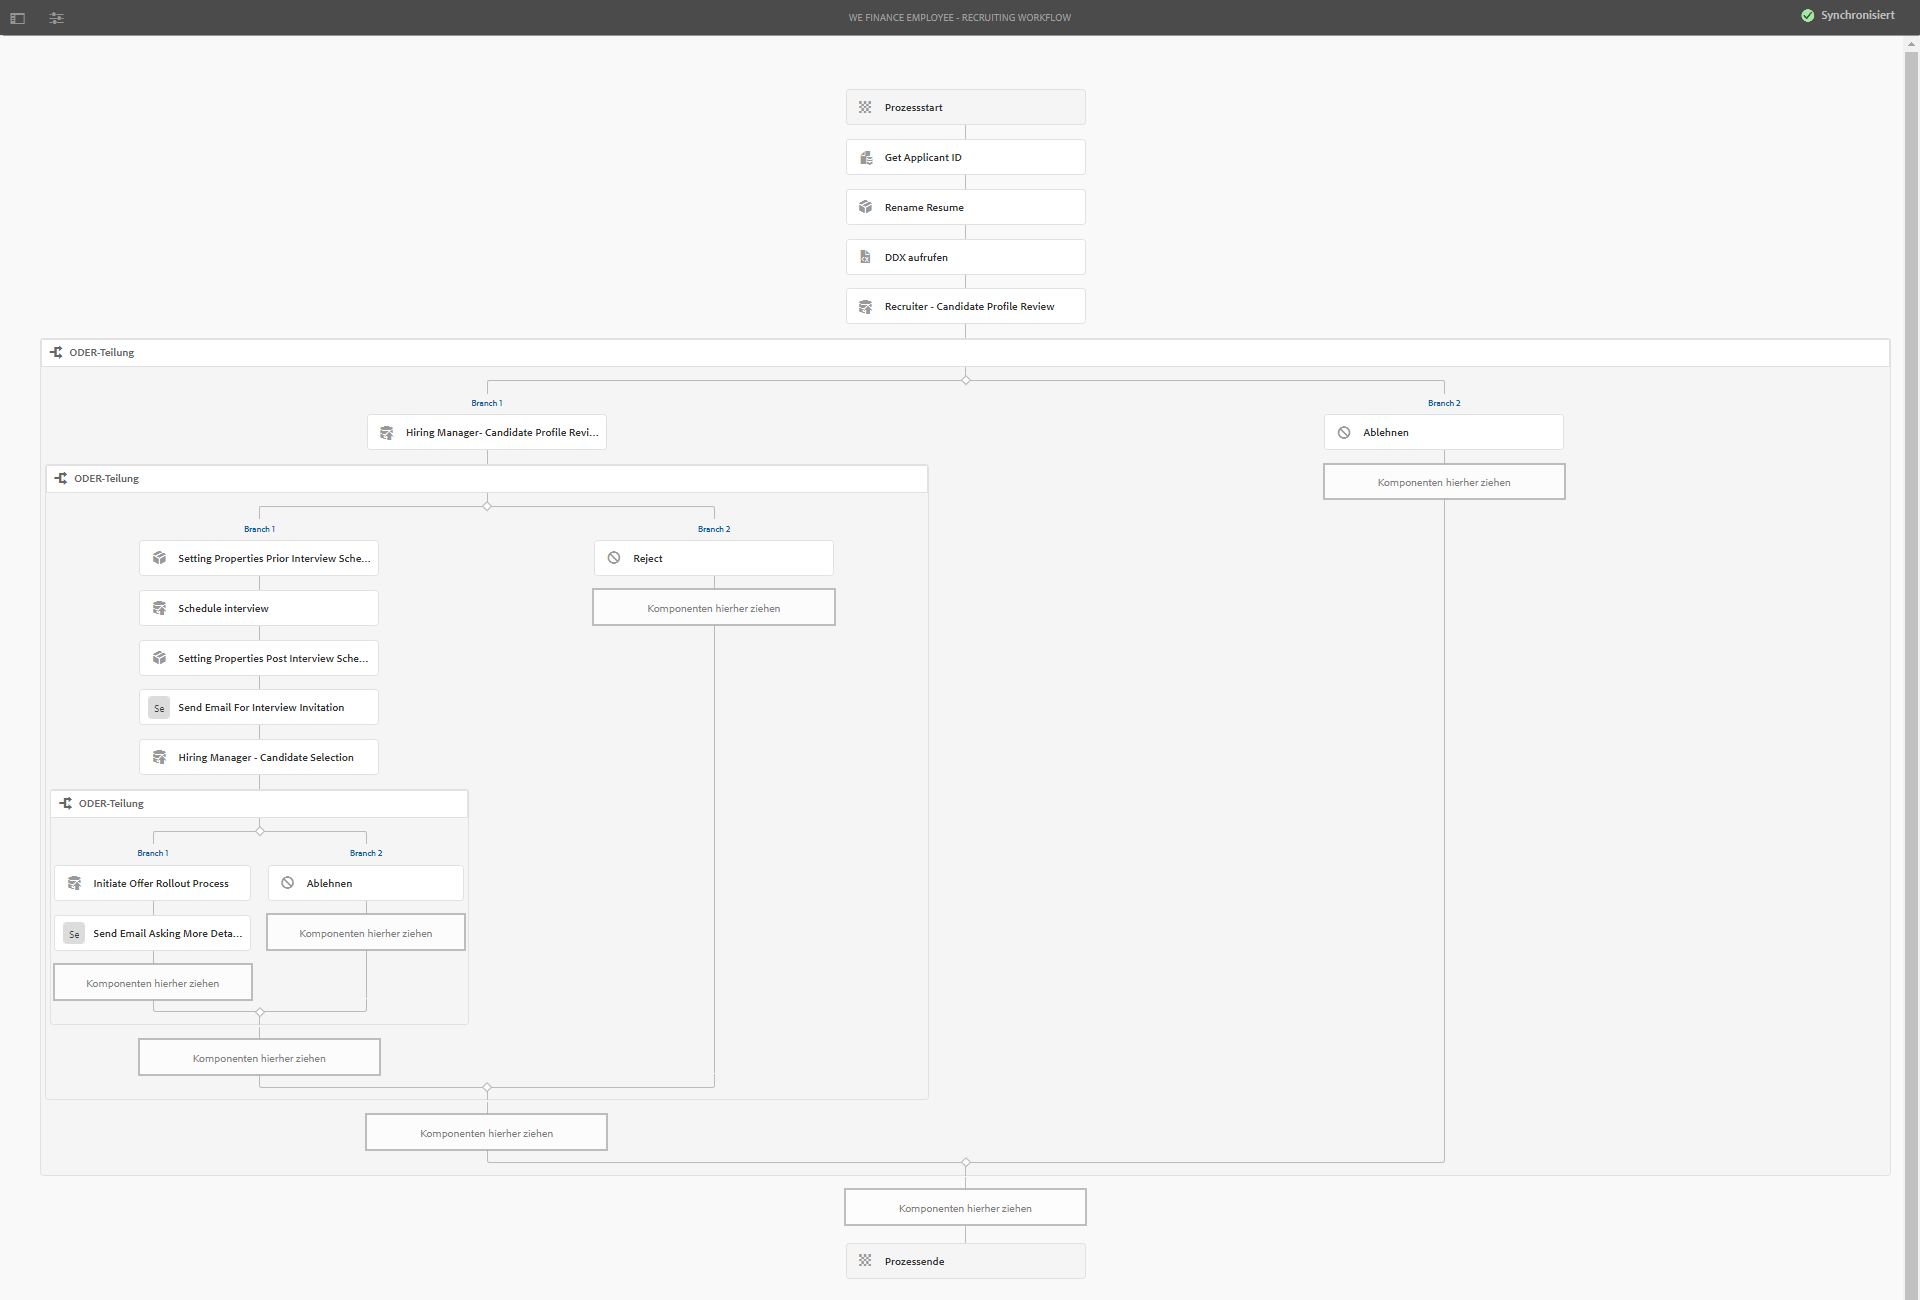 WE FINANCE EMPLOYEE - RECRUITING WORKFLOW
Synchronisiert
Prozessstart
Get Applicant ID
Rename Resume
DDX aufrufen
Recruiter - Candidate Profile Review
ODER-Teilung
Branch 1
Branch 2
Hiring Manager- Candidate Profile Revi...
Ablehnen
ODER-Teilung
Komponenten hierher ziehen
Branch 1
Branch 2
Setting Properties Prior Interview Sche...
Reject
Schedule interview
Komponenten hierher ziehen
Setting Properties Post Interview Sche...
Se
Send Email For Interview Invitation
Hiring Manager - Candidate Selection
ODER-Teilung
Branch 1
Branch 2
Initiate Offer Rollout Process
Ablehnen
Se
Send Email Asking More Deta...
Komponenten hierher ziehen
Komponenten hierher ziehen
Komponenten hierher ziehen
Komponenten hierher ziehen
Komponenten hierher ziehen
Prozessende